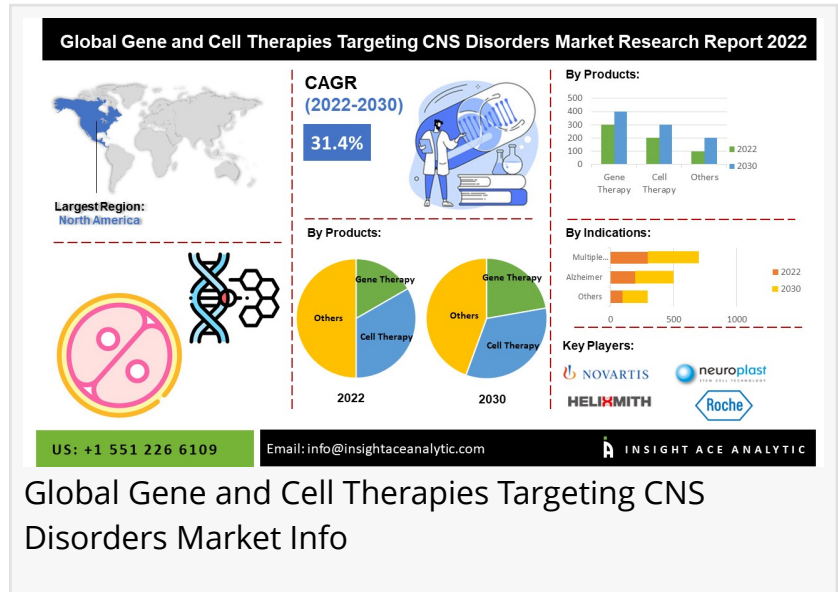 Global Gene and Cell Therapies Targeting CNS Disorders Market Research Report 2022
Largest Region:
North America
CAGR
(2022-2030)
31.4%
By Products:
500
400
300
200
100
0
Gene
Therapy
Cell
Therapy
Others
2022
2030
By Products:
Gene Therapy
Others
Cell Therapy
2022
Gene Therapy
Others
Cell Therapy
2030
By Indications:
Multiple...
Alzheimer
Others
0 500 1000
2022
2030
Key Players:
NOVARTIS
neuroplast
STEM CELL TECHNOLOGY
HELIXMITH
Roche
US: +1 551 226 6109
Email: info@insightaceanalytic.com
INSIGHT ACE ANALYTIC
Global Gene and Cell Therapies Targeting CNS
Disorders Market Info